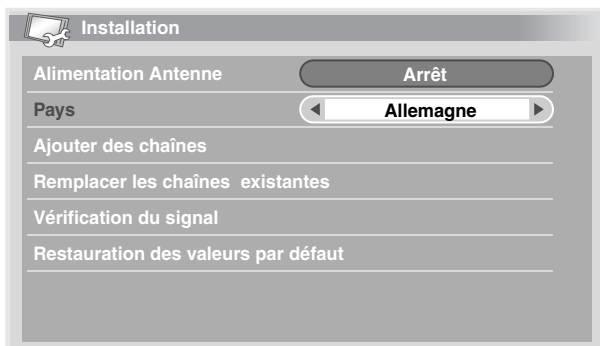 Installation
Alimentation Antenne Arrêt
Pays Allemagne
Ajouter des chaînes
Remplacer les chaînes existantes
Vérification du signal
Restauration des valeurs par défaut